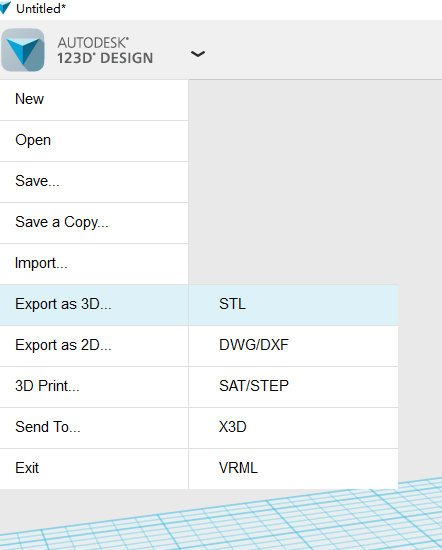 Untitled*
AUTODESK®
123D® DESIGN
New
Open
Save...
Save a Copy...
Import...
Export as 3D...
STL
Export as 2D...
DWG/DXF
3D Print...
SAT/STEP
Send To...
X3D
Exit
VRML